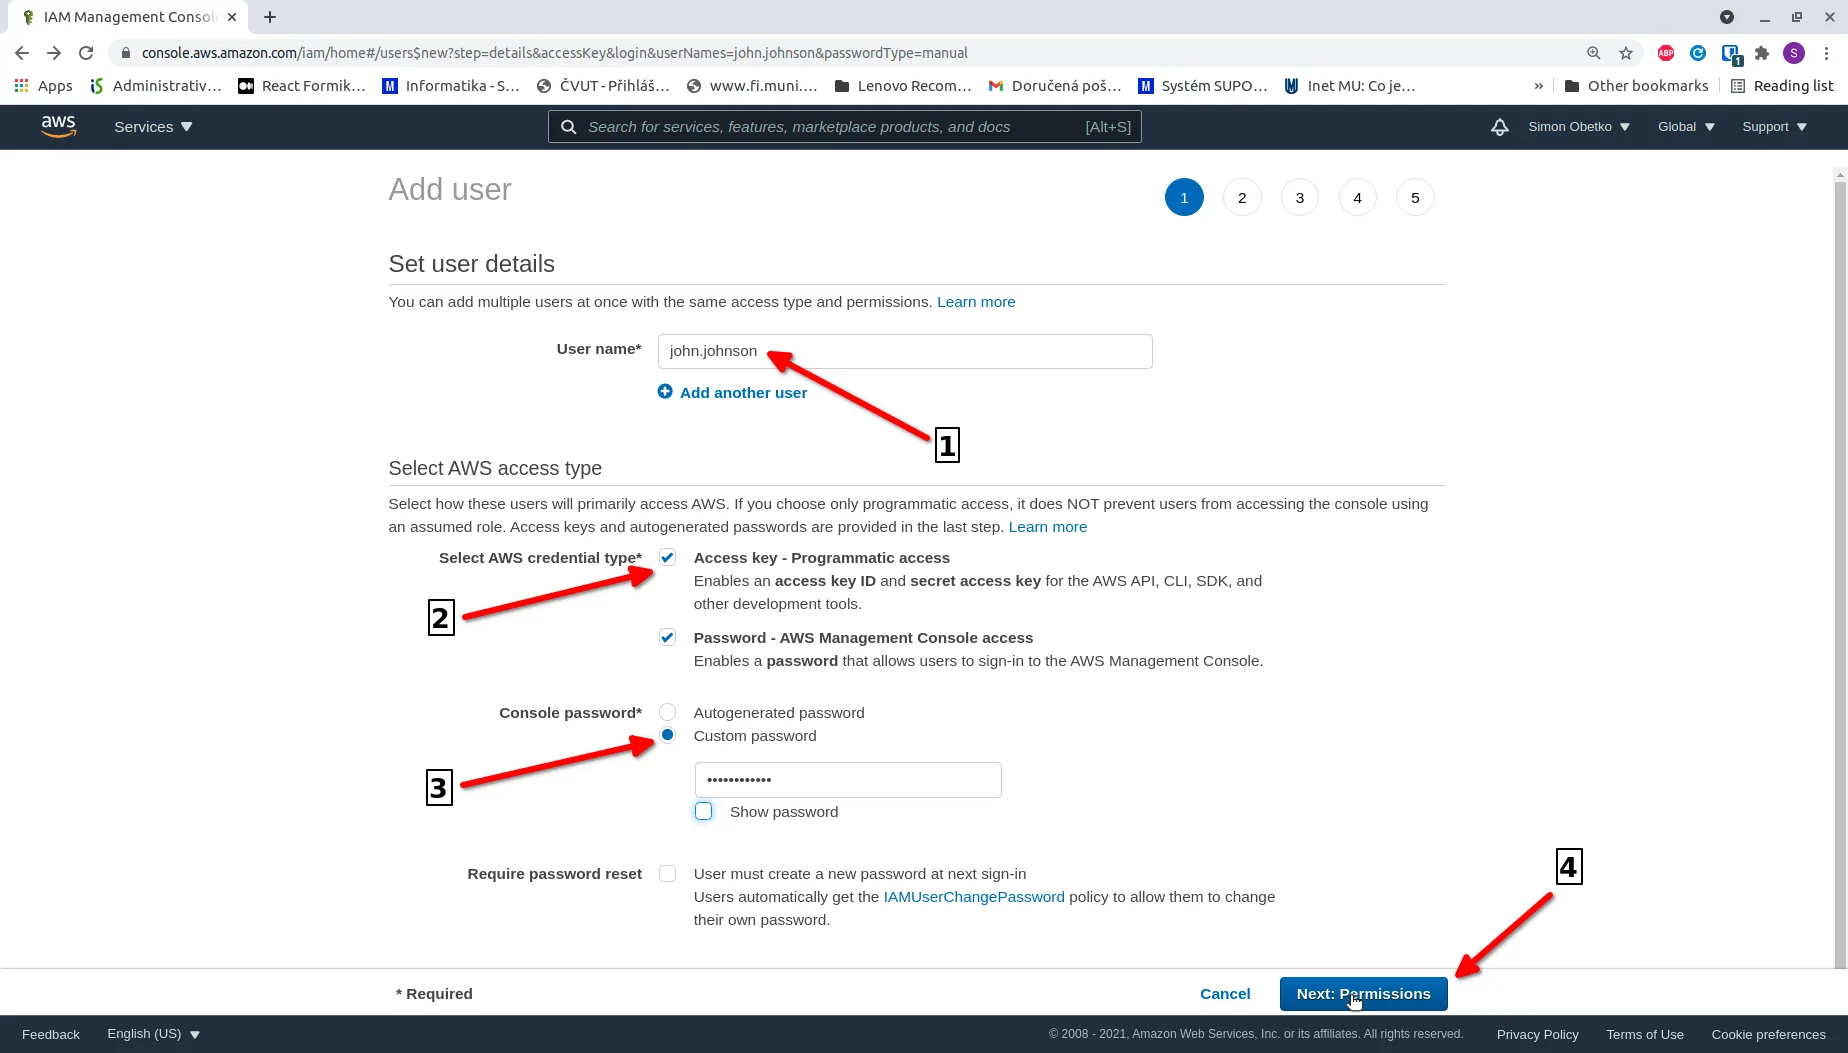 IAM Management Consol
console.aws.amazon.com/iam/home#/users$new?step=details&accessKey&login&userNames=john.johnson&passwordType=manual
ABP
1
S
Apps
Administrativ...
React Formik...
M
Informatika - S...
ČVUT - Přihláš...
www.fi.muni....
Lenovo Recom...
Doručená poš...
M
Systém SUPO...
Inet MU: Co je...
»
Other bookmarks
Reading list
aws
Services
Search for services, features, marketplace products, and docs
[Alt+S]
Simon Obetko
Global
Support
Add user
1
2
3
4
5
Set user details
You can add multiple users at once with the same access type and permissions. Learn more
User name*
john.johnson
Add another user
1
Select AWS access type
Select how these users will primarily access AWS. If you choose only programmatic access, it does NOT prevent users from accessing the console using
an assumed role. Access keys and autogenerated passwords are provided in the last step. Learn more
Select AWS credential type*
Access key - Programmatic access
Enables an access key ID and secret access key for the AWS API, CLI, SDK, and
other development tools.
2
Password - AWS Management Console access
Enables a password that allows users to sign-in to the AWS Management Console.
Console password*
Autogenerated password
Custom password
3
••••••••••••
Show password
Require password reset
User must create a new password at next sign-in
Users automatically get the IAMUserChangePassword policy to allow them to change
their own password.
4
* Required
Cancel
Next: Permissions
Feedback
English (US)
© 2008 - 2021, Amazon Web Services, Inc. or its affiliates. All rights reserved.
Privacy Policy
Terms of Use
Cookie preferences